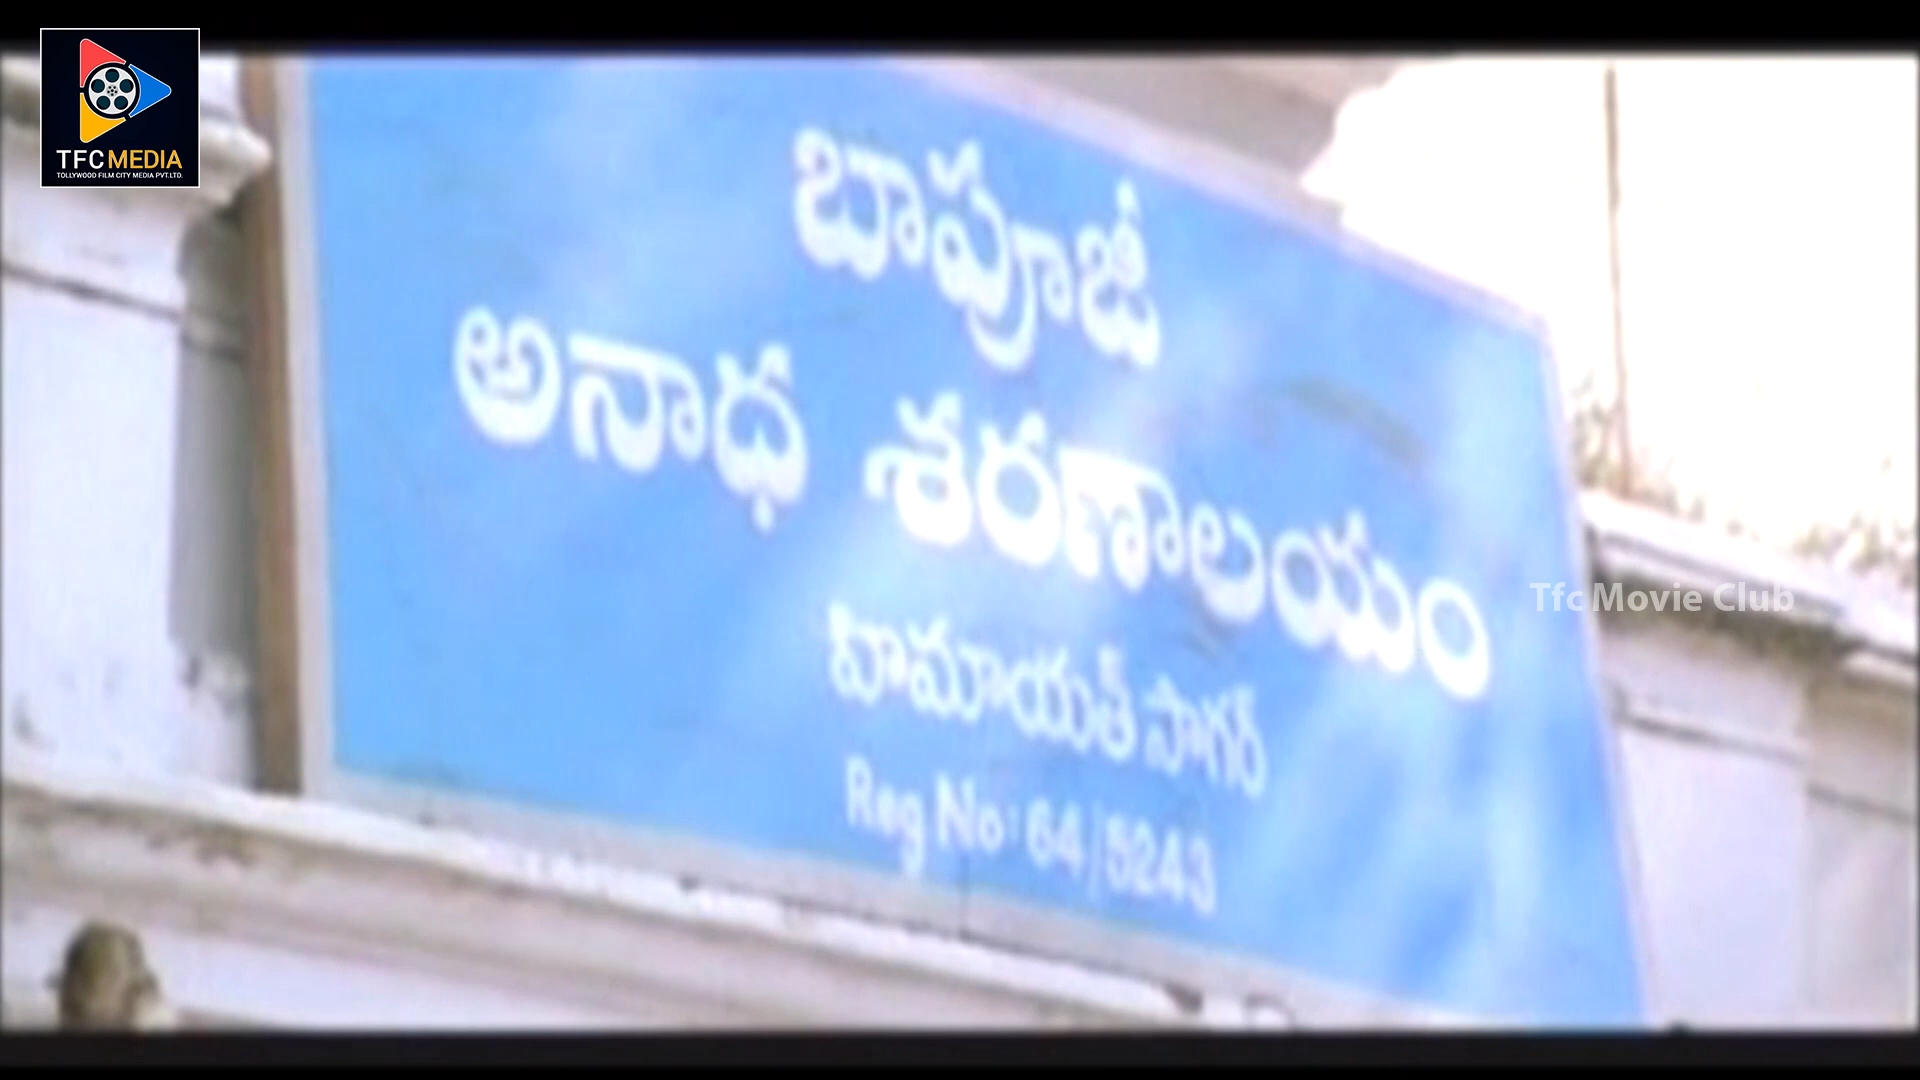 TFC MEDIA
TOLLYWOOD FILM CITY MEDIA PVT.LTD.
బాపూజీ
అనాధ శరణాలయం
హిమాయత్ సాగర్
Reg No: 64/5243
Tfc Movie Club